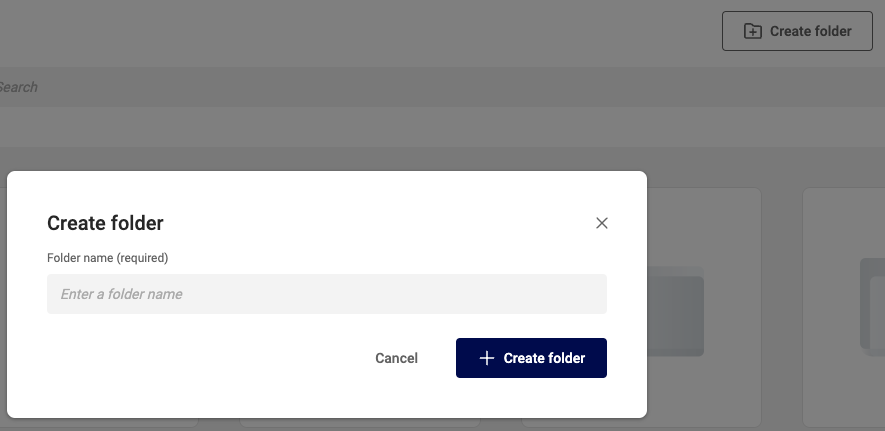 Create folder
Search
Create folder
Folder name (required)
Enter a folder name
Cancel
Create folder